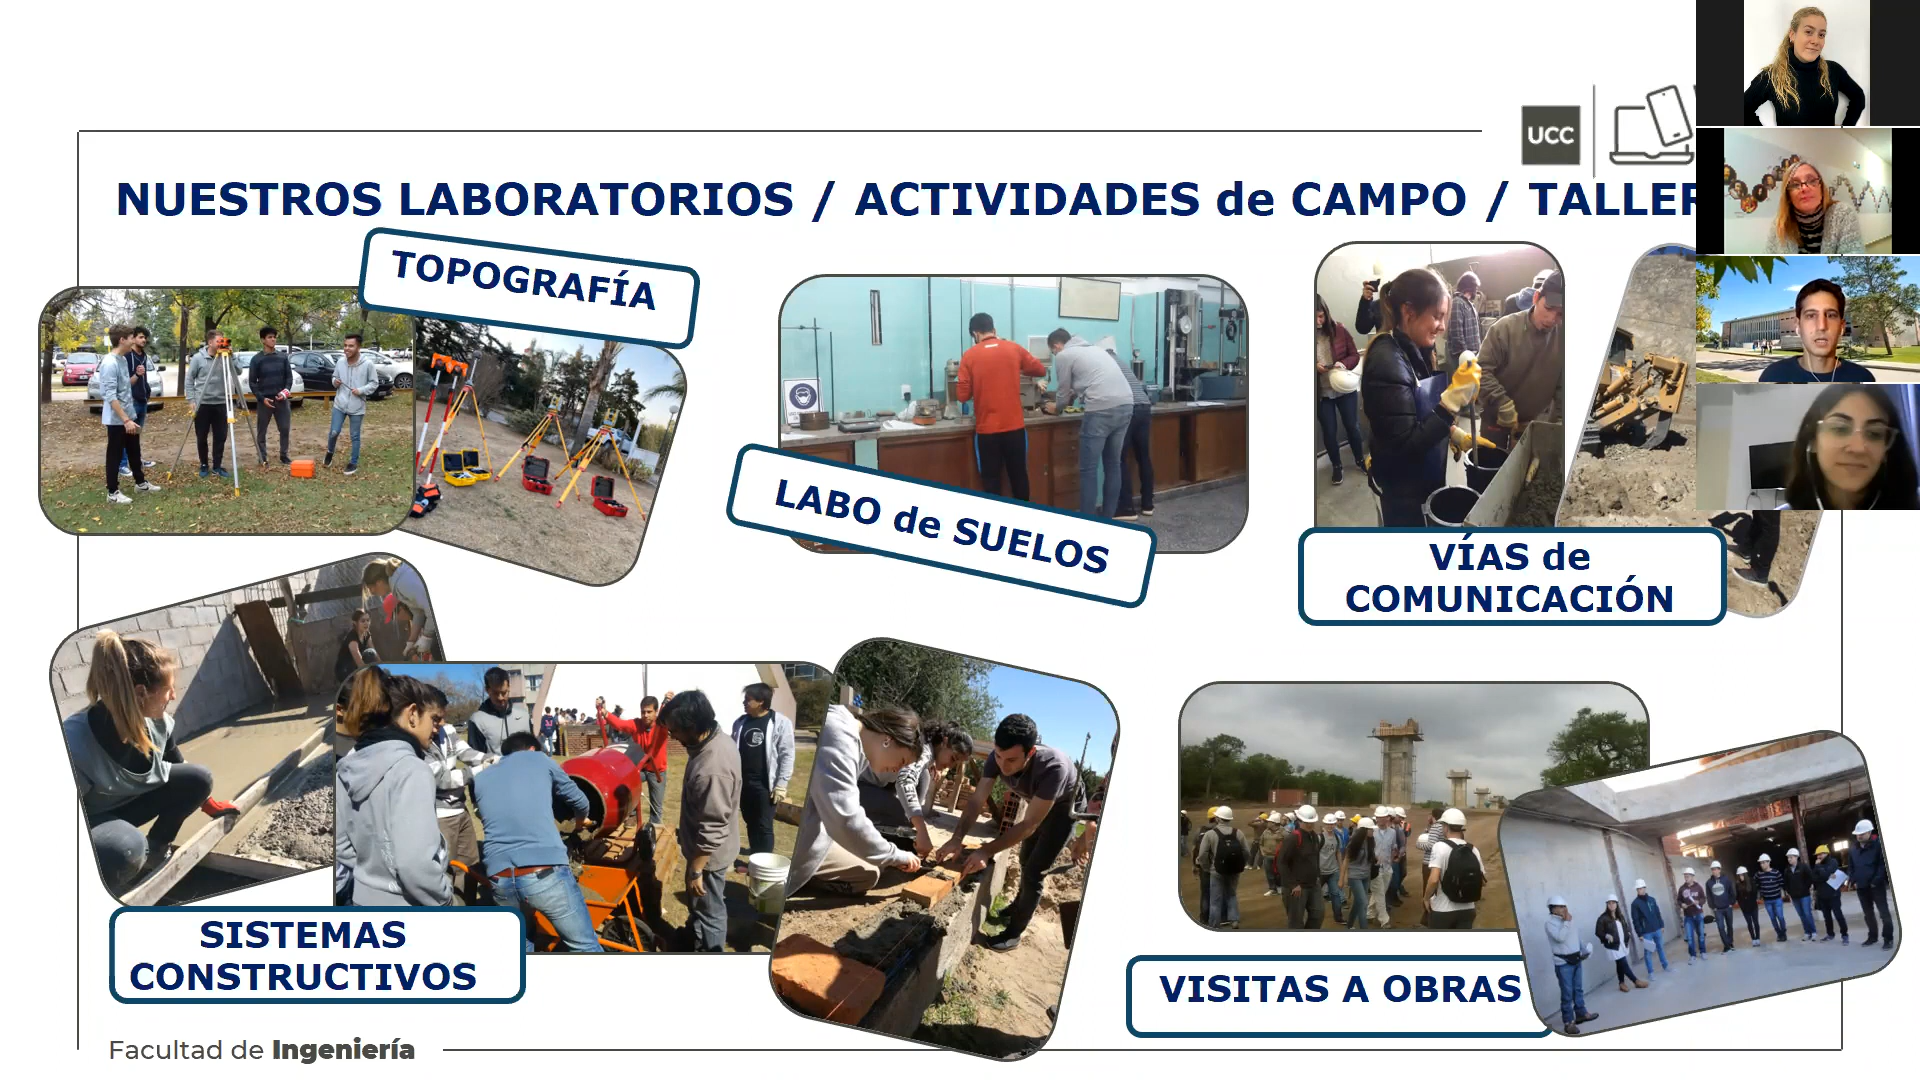 UCC
NUESTROS LABORATORIOS / ACTIVIDADES de CAMPO / TALLER
TOPOGRAFÍA
LABO de SUELOS
VÍAS de
COMUNICACIÓN
SISTEMAS
CONSTRUCTIVOS
VISITAS A OBRAS
Facultad de Ingeniería